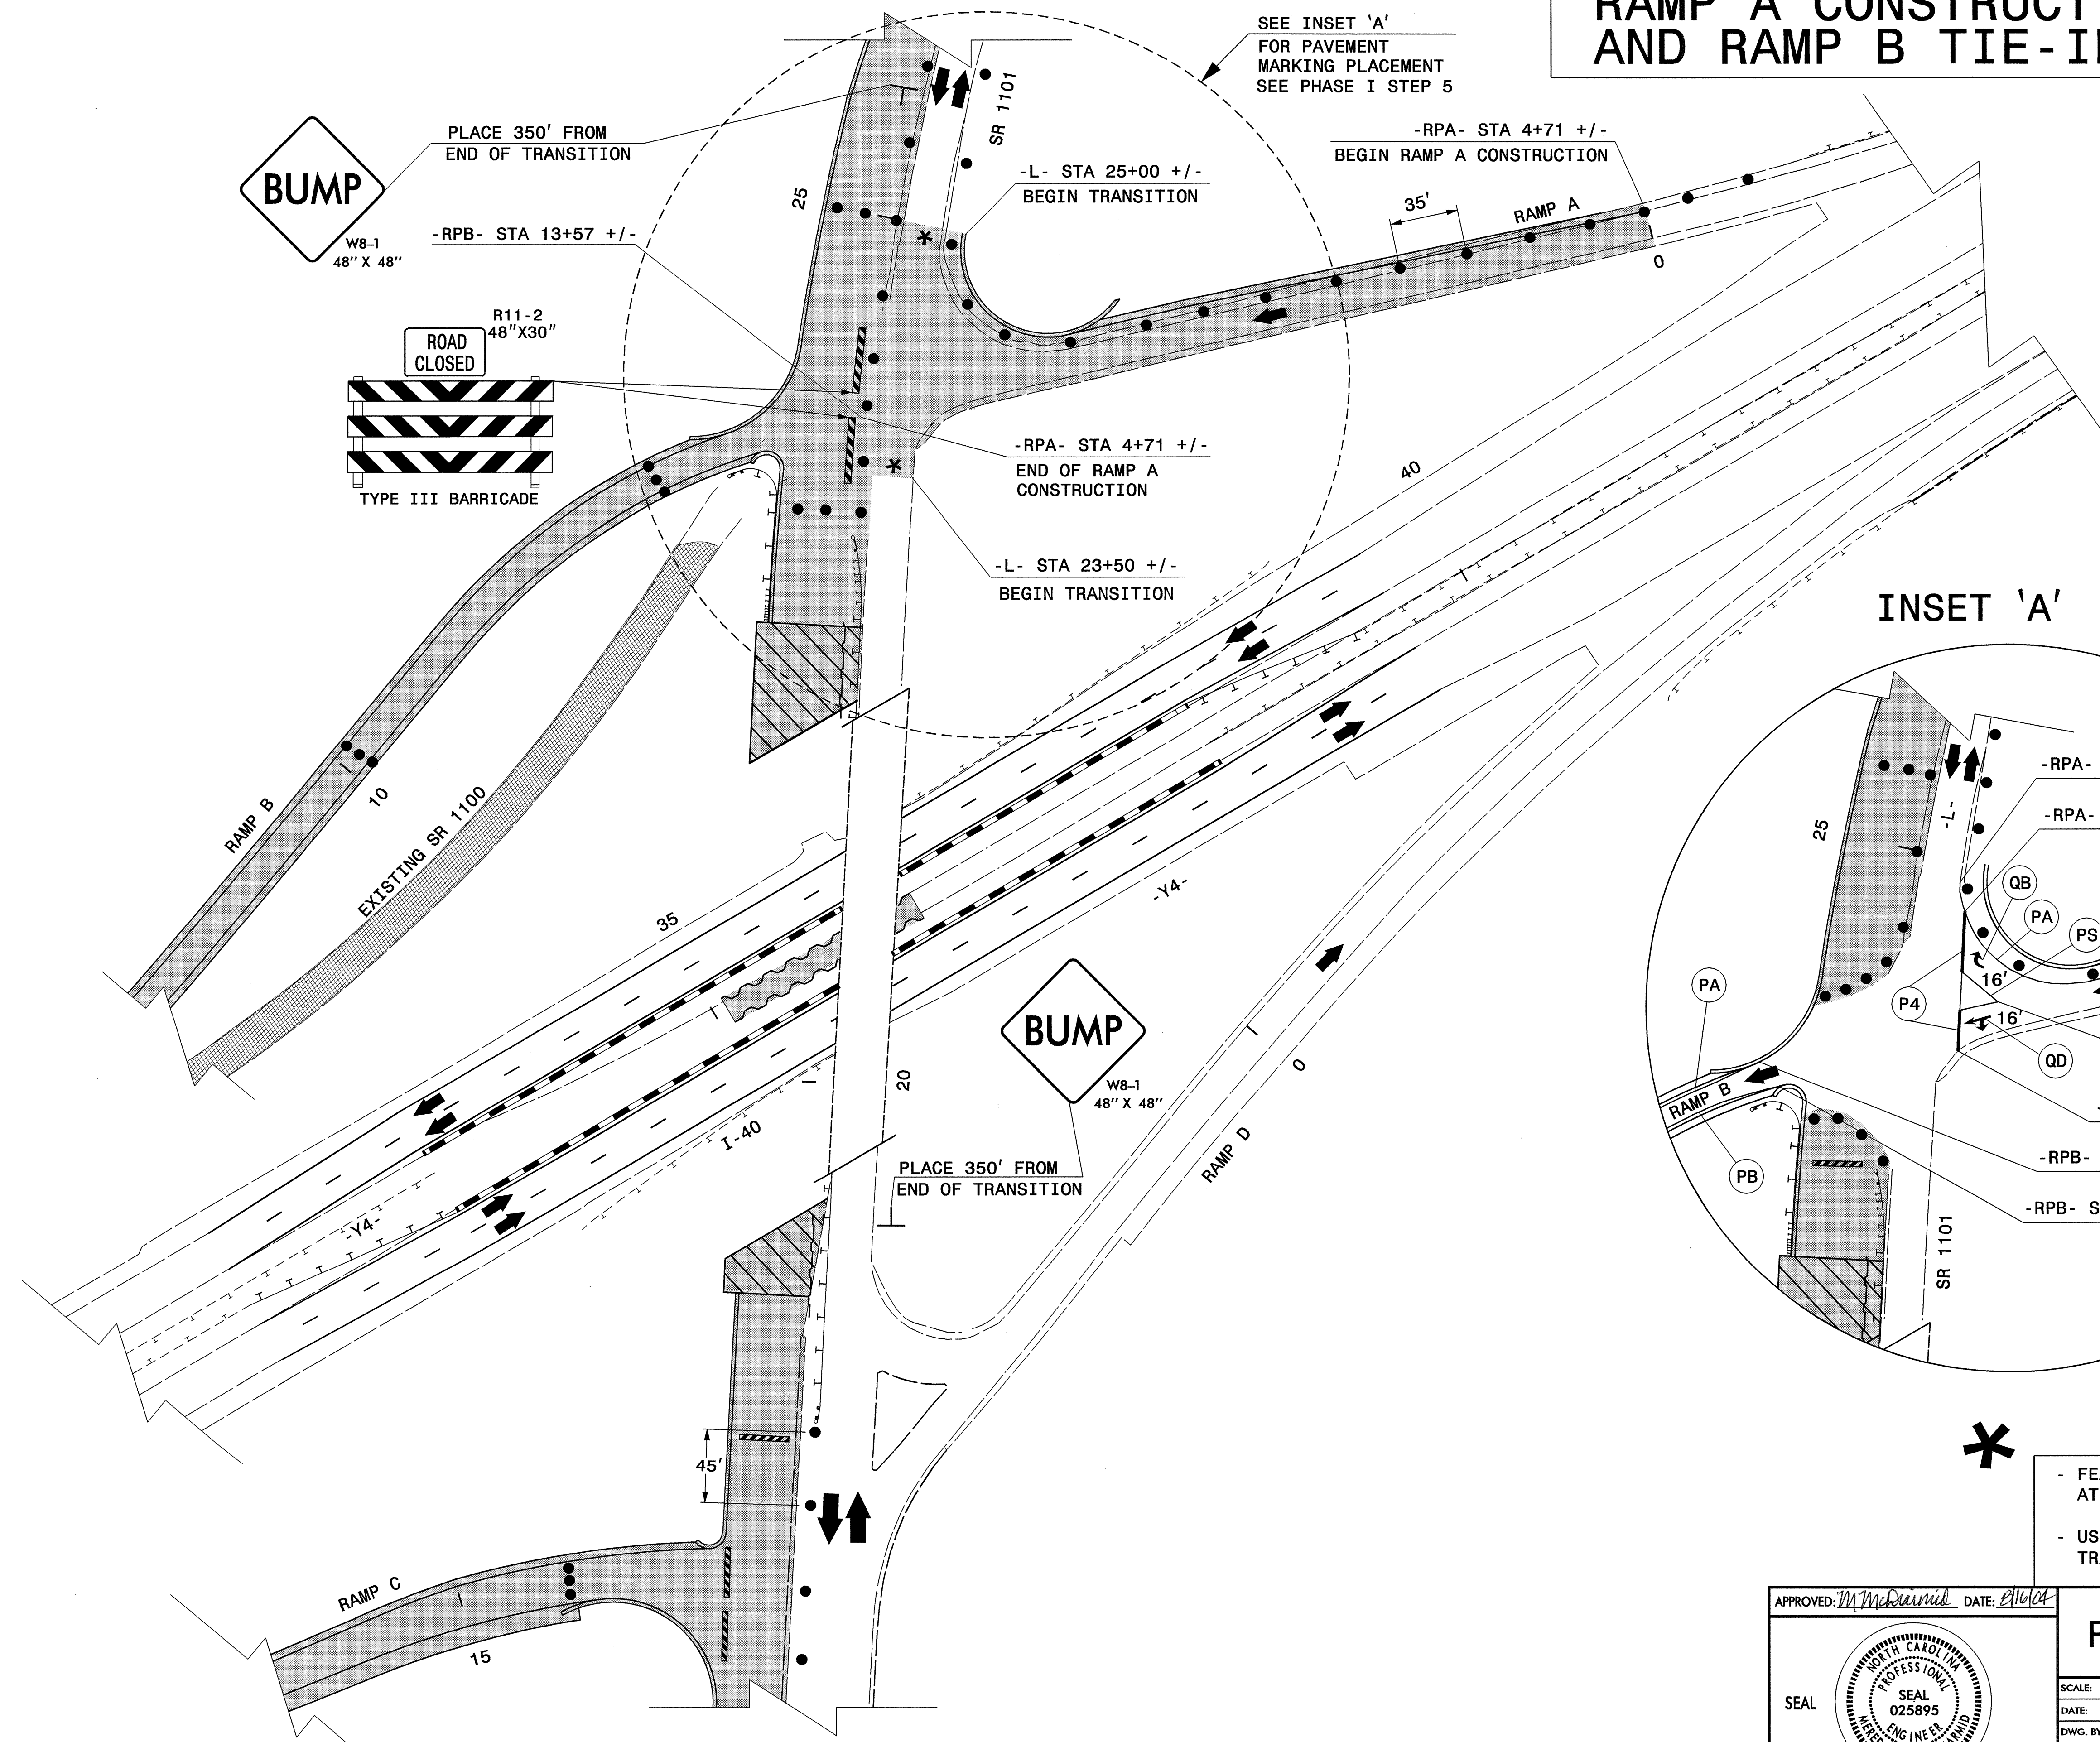 RAMP A CONSTRUCT
AND RAMP B TIE-I
SEE INSET 'A'
FOR PAVEMENT
MARKING PLACEMENT
SEE PHASE I STEP 5
SR 1101
PLACE 350' FROM
END OF TRANSITION
BUMP
W8-1
48" X 48"
25
-RPB- STA 13+57 +/-
-L- STA 25+00 +/-
BEGIN TRANSITION
-RPA- STA 4+71 +/-
BEGIN RAMP A CONSTRUCTION
35'
RAMP A
0
R11-2
48"X30"
ROAD
CLOSED
TYPE III BARRICADE
-RPA- STA 4+71 +/-
END OF RAMP A
CONSTRUCTION
-L- STA 23+50 +/-
BEGIN TRANSITION
40
RAMP B
10
EXISTING SR 1100
35
-Y4-
I-40
-Y4-
20
BUMP
W8-1
48" X 48"
PLACE 350' FROM
END OF TRANSITION
RAMP D
0
45'
RAMP C
15
INSET 'A'
25
-L-
-RPA-
-RPA-
QB
PA
PS
16'
P4
16'
QD
PA
RAMP B
PB
-RPB-
-RPB- S
SR 1101
*
- FE
AT
- US
TR
APPROVED: M McDiarmid DATE: 8/16/04
SEAL
NORTH CAROLINA
PROFESSIONAL
SEAL
025895
ENGINEER
SCALE:
DATE:
DWG. BY